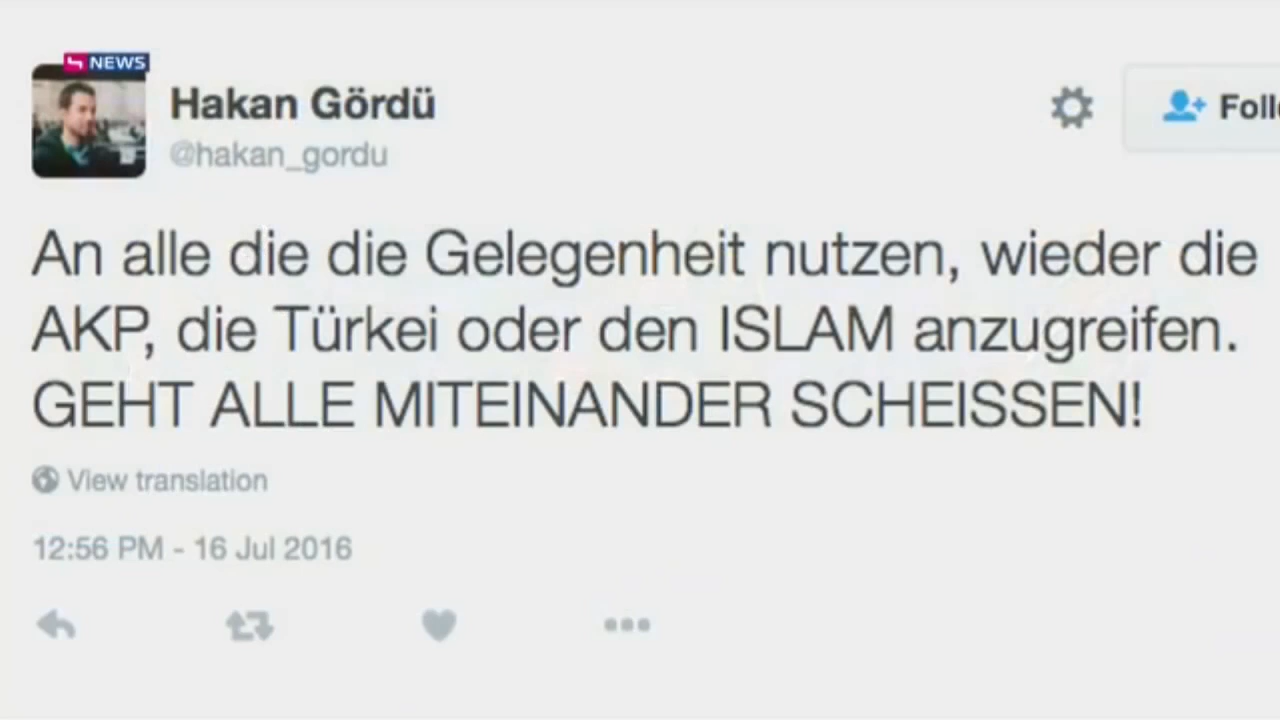 NEWS
Hakan Gördü
@hakan_gordu
An alle die die Gelegenheit nutzen, wieder die
AKP, die Türkei oder den ISLAM anzugreifen.
GEHT ALLE MITEINANDER SCHEISSEN!
View translation
12:56 PM - 16 Jul 2016